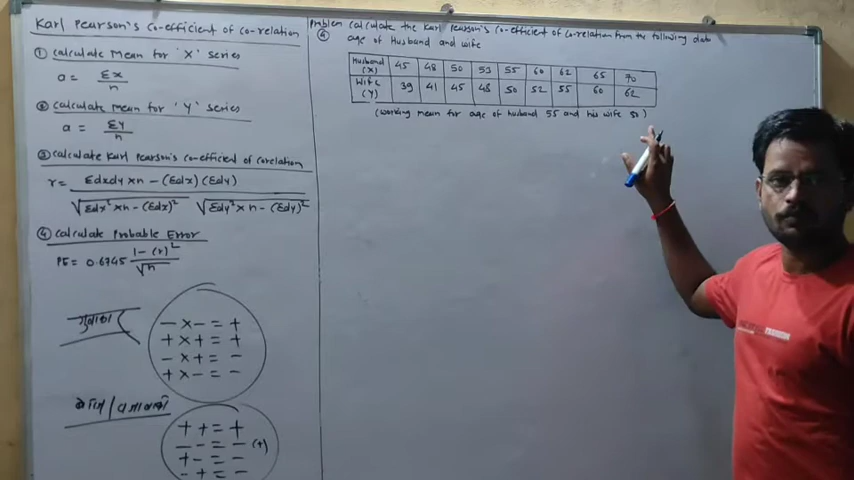 Karl Pearson's Co-efficient of co-relation
① calculate Mean for 'X' series
a = Σx / n
② calculate Mean for 'Y' series
a = Σy / n
③ calculate Karl Pearson's co-efficient of corelation
r = Σdxdy × n − (Σdx)(Σdy) / √Σdx² × n − (Σdx)² √Σdy² × n − (Σdy)²
④ calculate Probable Error
PE = 0.6745 1 − (r)² / √n
− × − = +
+ × + = +
− × + = −
+ × − = −
+ + = +
− − = − (+)
+ − = −
− + = −
Problem calculate the Karl Pearson's Co-efficient of Co-relation from the following data
④ age of Husband and wife
Husband (X) 45 48 50 53 55 60 62 65 70
Wife (Y) 39 41 45 48 50 52 55 60 62
(working mean for age of husband 55 and his wife 50)